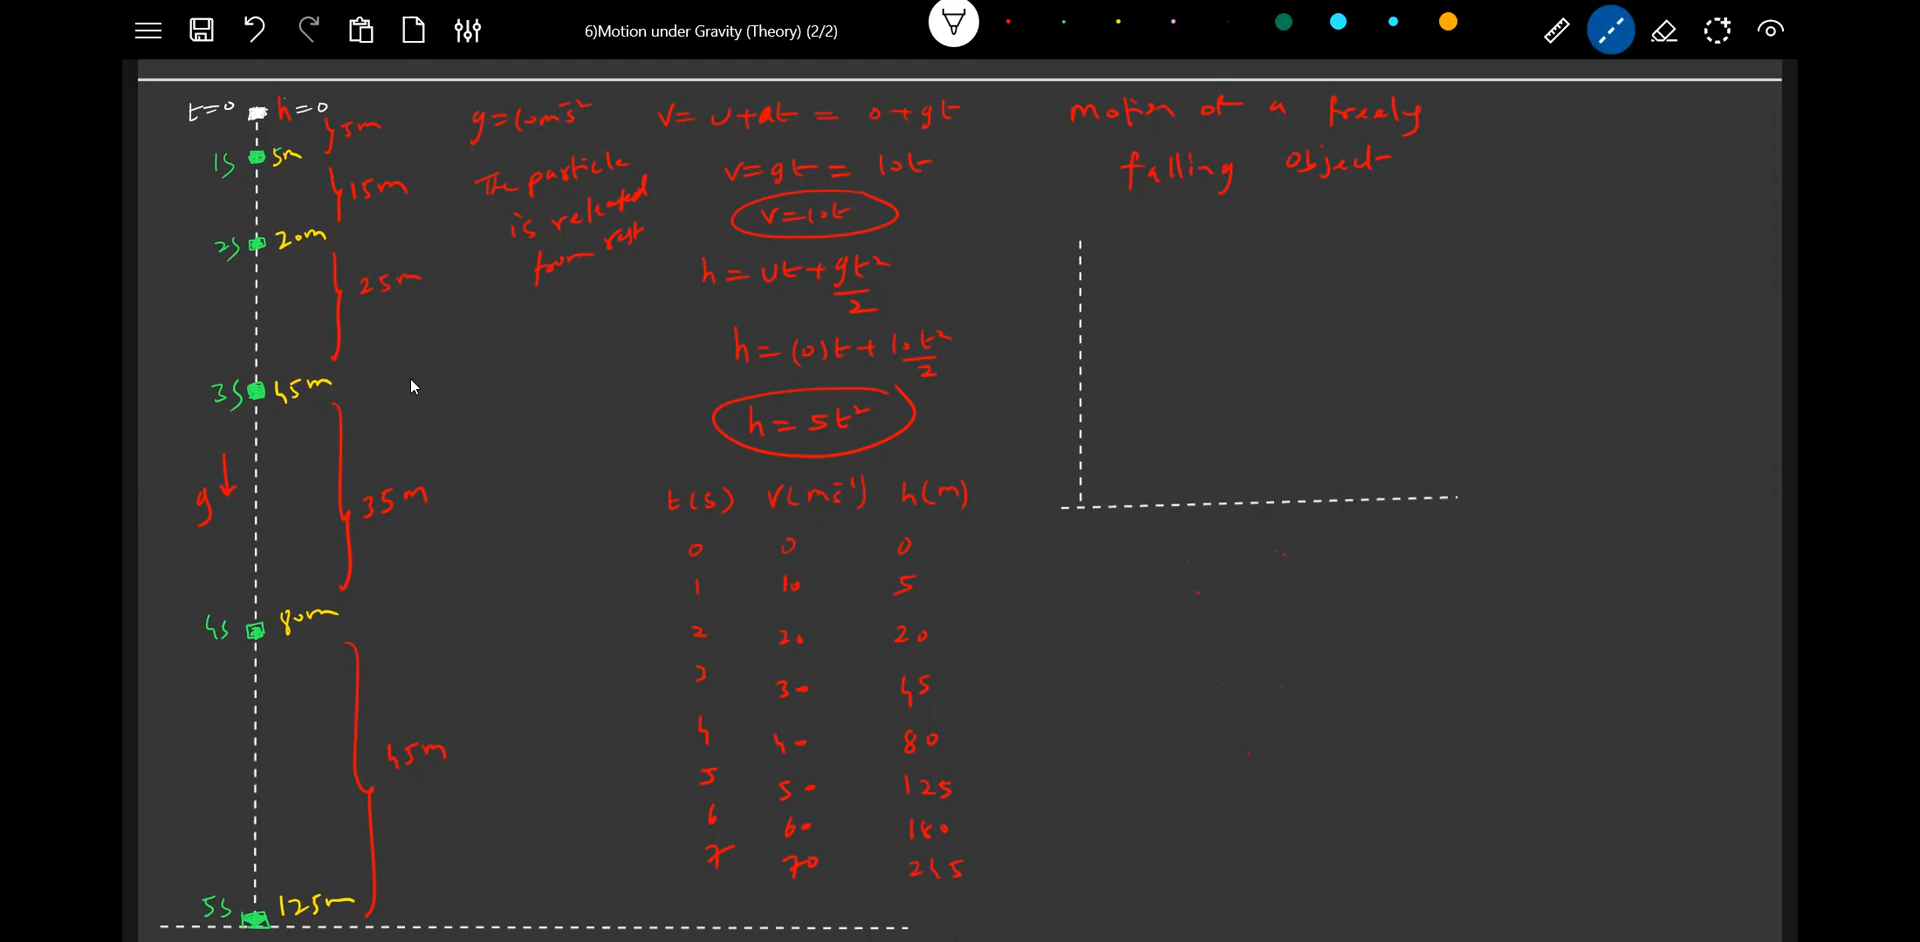 6)Motion under Gravity (Theory) (2/2)
t=0 h=0
5m
1s 5m
15m
2s 20m
25m
3s 45m
g↓
35m
4s 80m
45m
5s 125m
g=10ms⁻²
The particle
is released
from rest
v= u+at = 0+gt
v=gt = 10t
v=10t
h = ut + gt²/2
h = (0)t + 10t²/2
h = 5t²
t(s) v(ms⁻¹) h(m)
0 0 0
1 10 5
2 20 20
3 30 45
4 40 80
5 50 125
6 60 180
7 70 245
motion of a freely
falling object